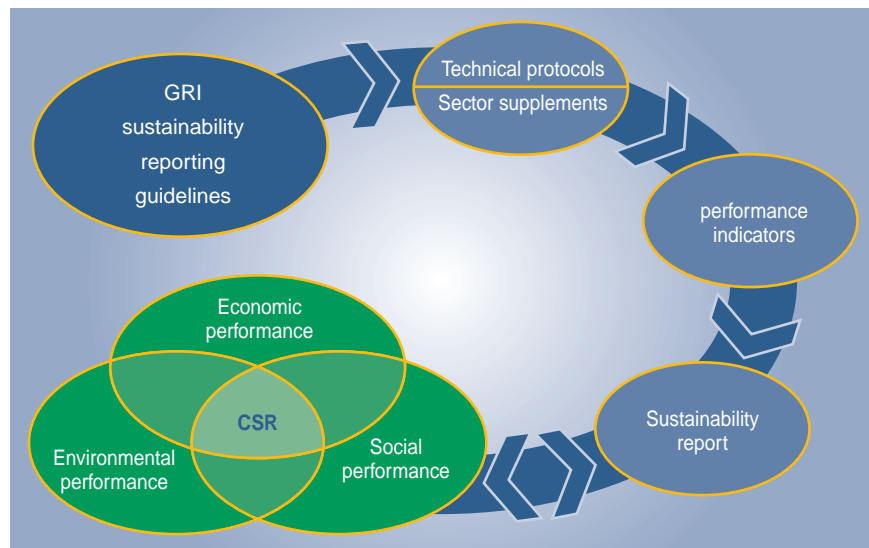 GRI
sustainability
reporting
guidelines
Technical protocols
Sector supplements
performance
indicators
Sustainability
report
Economic
performance
CSR
Environmental
performance
Social
performance